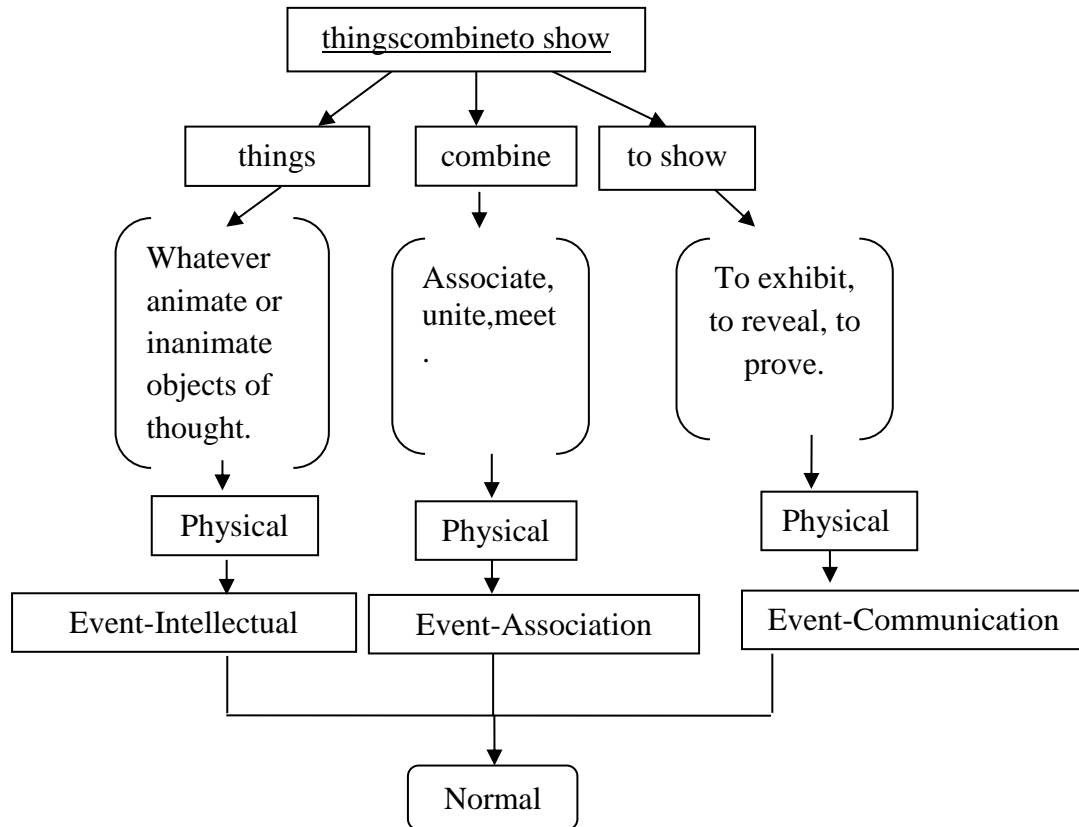 thingscombineto show
things
combine
to show
Whatever
animate or
inanimate
objects of
thought.
Associate,
unite,meet
.
To exhibit,
to reveal, to
prove.
Physical
Physical
Physical
Event-Intellectual
Event-Association
Event-Communication
Normal